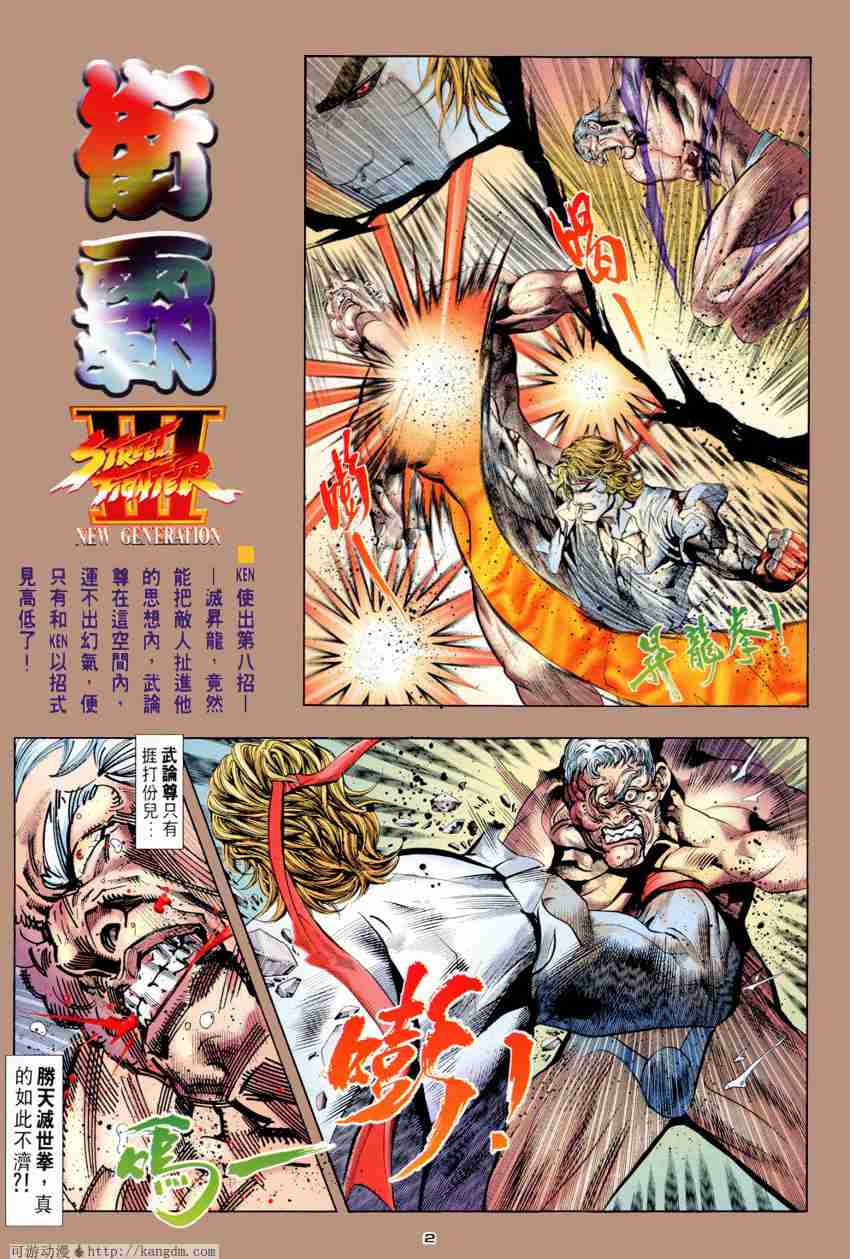 街
霸
III
STREET
FIGHTER
NEW GENERATION
KEN使出第八招—
—滅昇龍，竟然
能把敵人扯進他
的思想內，武論
尊在這空間內，
運不出幻氣，便
只有和KEN以招式
見高低了！
嘭—
昇龍拳！
武論尊只有
捱打份兒…
嘭！
勝天滅世拳，真
的如此不濟?!
嗚—
2
可游动漫 http://kangdm.com